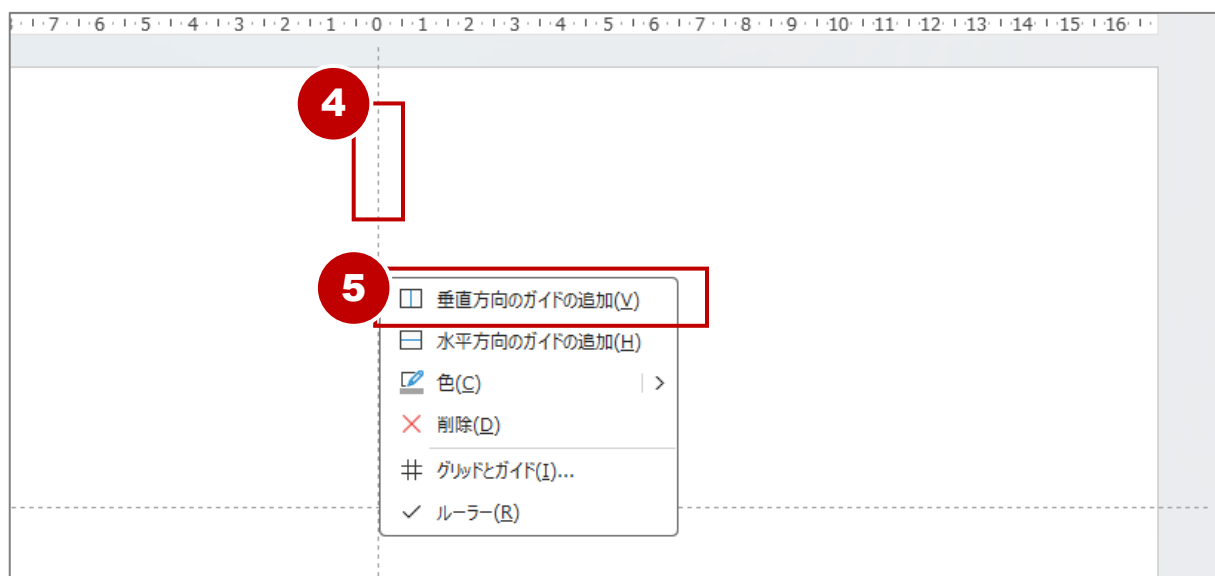 7 6 5 4 3 2 1 0 1 2 3 4 5 6 7 8 9 10 11 12 13 14 15 16
4
5
垂直方向のガイドの追加(V)
水平方向のガイドの追加(H)
色(C)
削除(D)
グリッドとガイド(I)...
ルーラー(R)